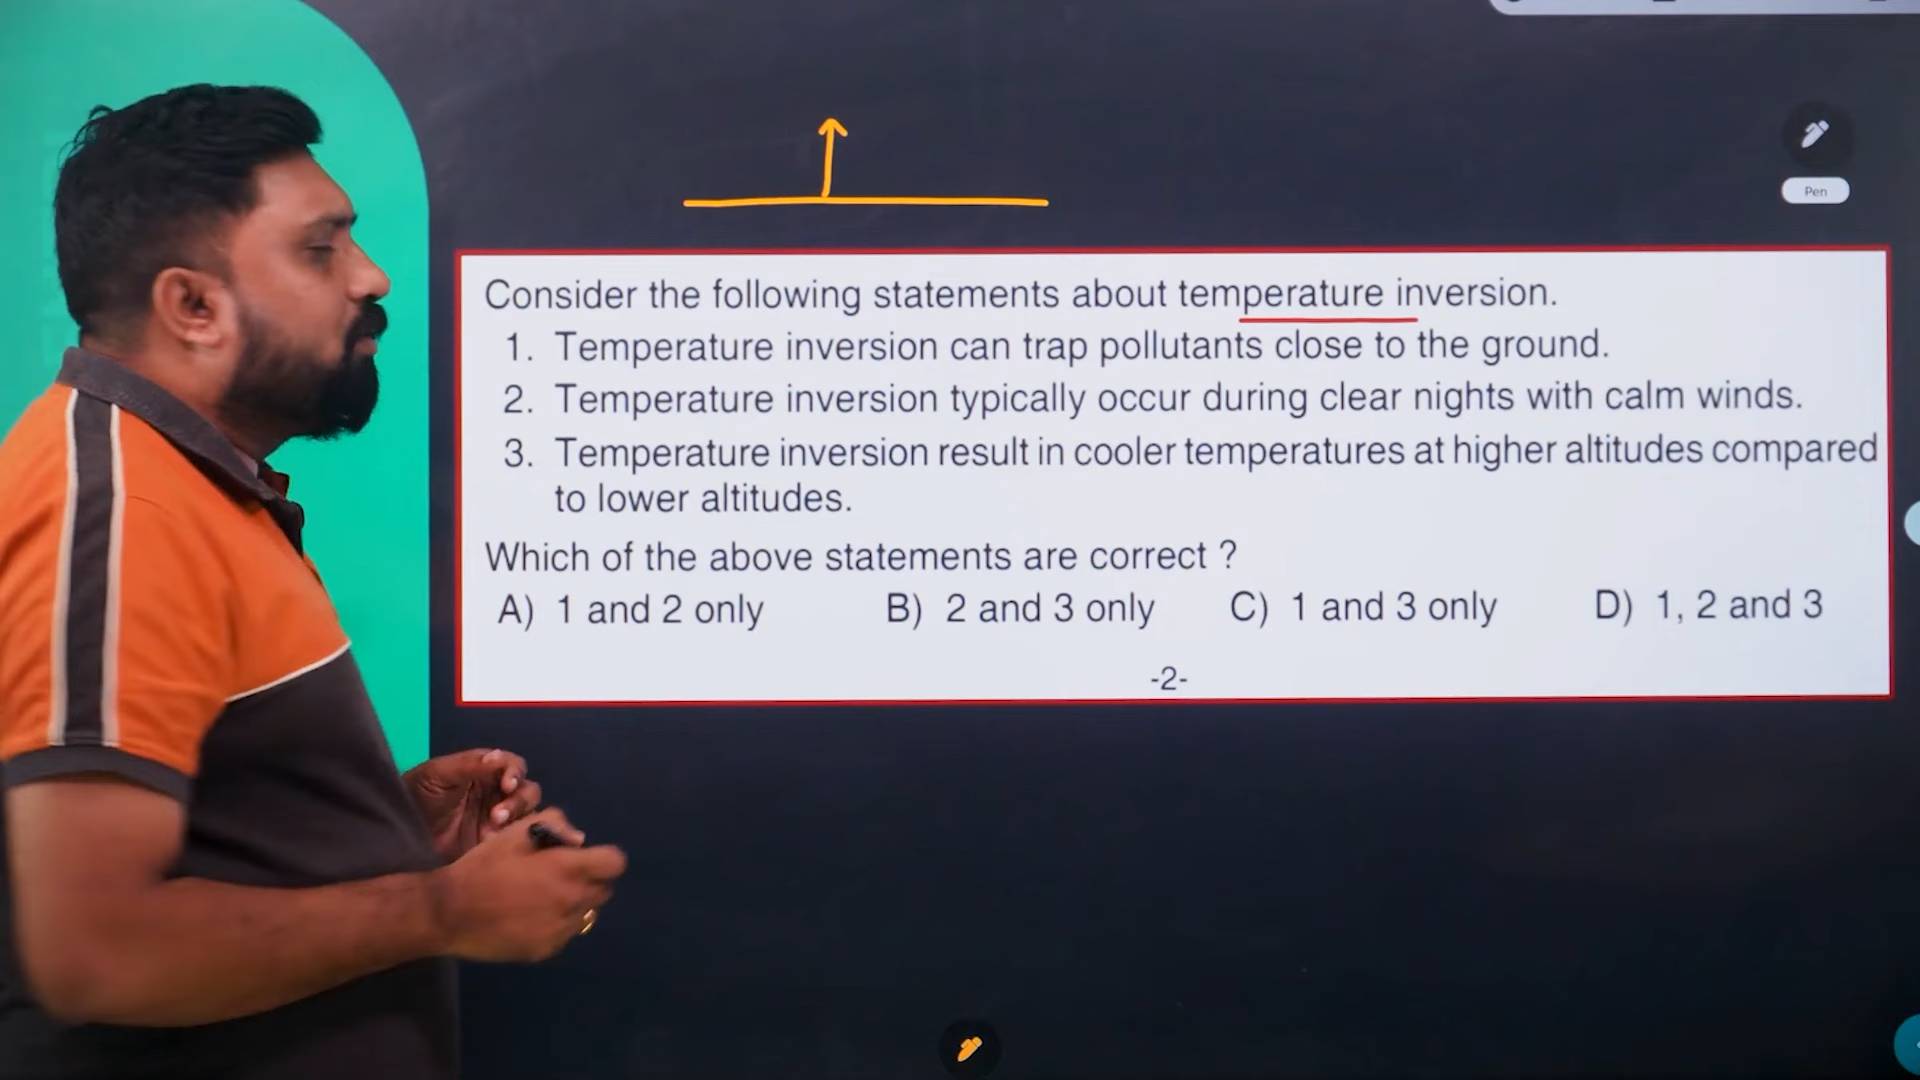 Pen
Consider the following statements about temperature inversion.
1. Temperature inversion can trap pollutants close to the ground.
2. Temperature inversion typically occur during clear nights with calm winds.
3. Temperature inversion result in cooler temperatures at higher altitudes compared
to lower altitudes.
Which of the above statements are correct ?
A) 1 and 2 only B) 2 and 3 only C) 1 and 3 only D) 1, 2 and 3
-2-